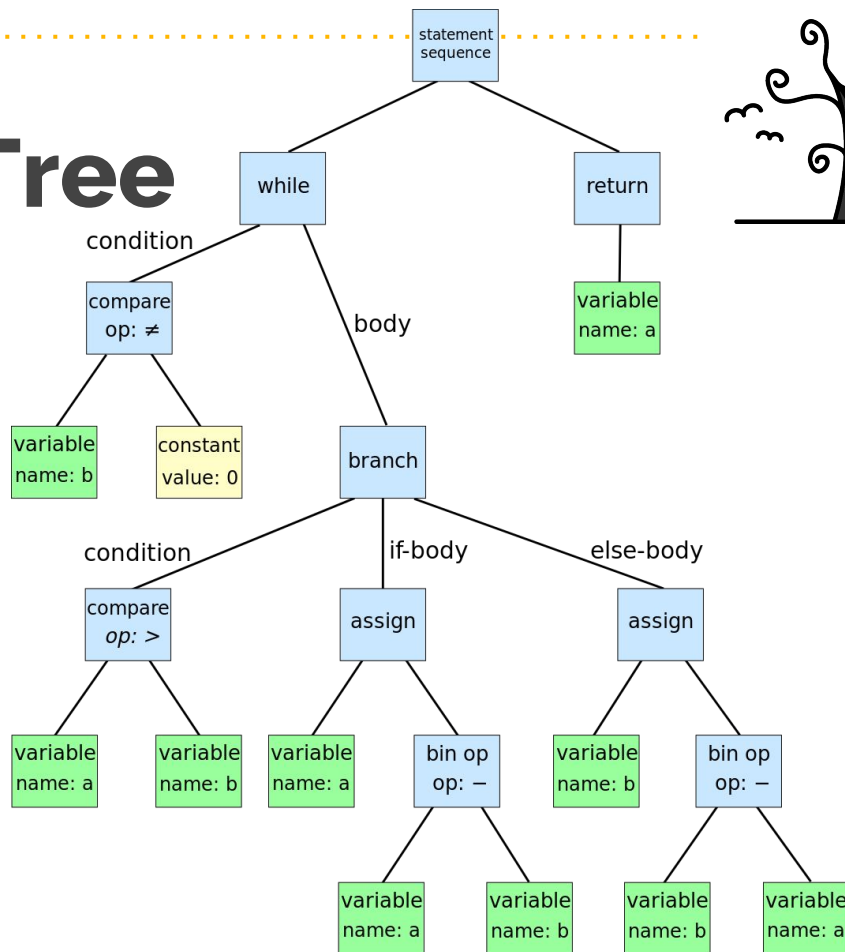 statement
sequence
Tree
while
return
condition
compare
op: ≠
body
variable
name: a
variable
name: b
constant
value: 0
branch
condition
if-body
else-body
compare
op: >
assign
assign
variable
name: a
variable
name: b
variable
name: a
bin op
op: −
variable
name: b
bin op
op: −
variable
name: a
variable
name: b
variable
name: b
variable
name: a